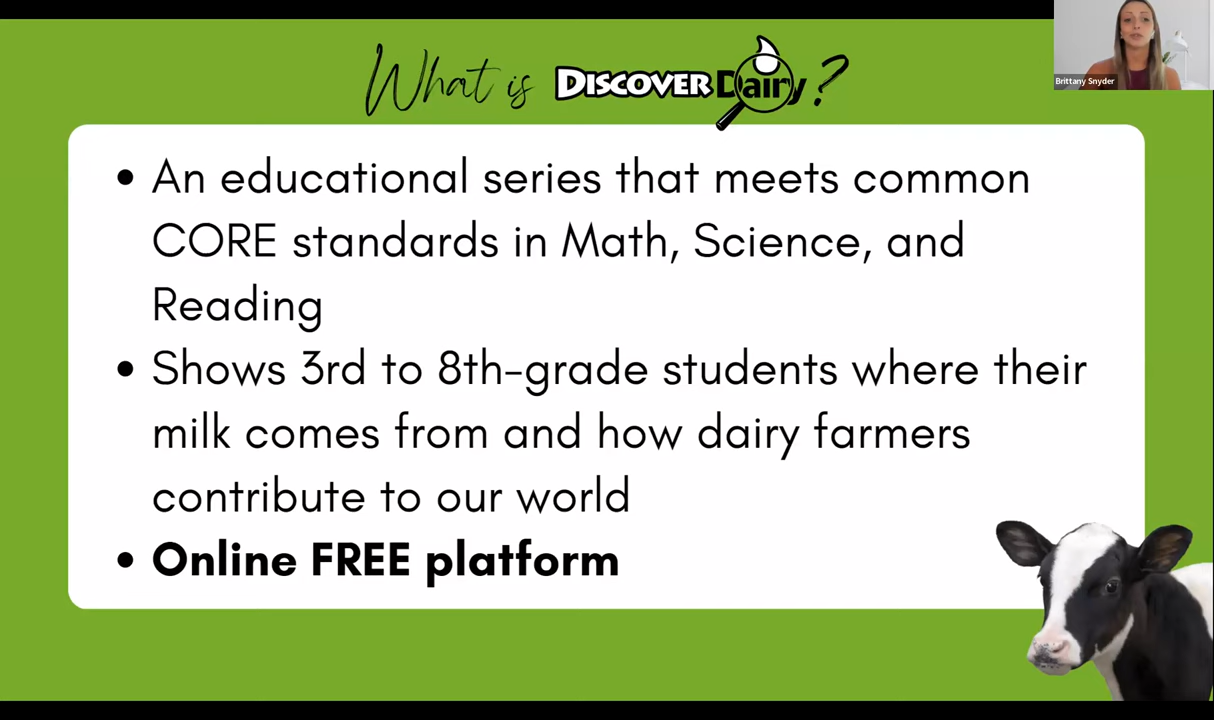 What is DISCOVER Dairy?
Brittany Snyder
• An educational series that meets common
CORE standards in Math, Science, and
Reading
• Shows 3rd to 8th-grade students where their
milk comes from and how dairy farmers
contribute to our world
• Online FREE platform